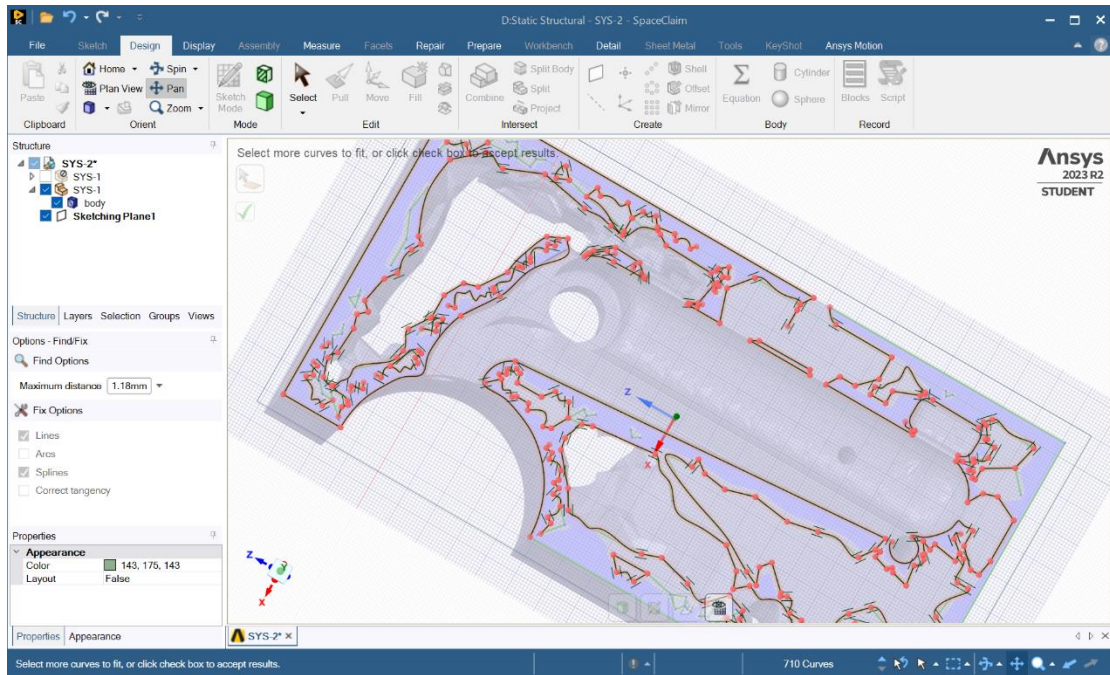 D:Static Structural - SYS-2 - SpaceClaim
File Sketch Design Display Assembly Measure Facets Repair Prepare Workbench Detail Sheet Metal Tools KeyShot Ansys Motion
Paste
Clipboard
Home Spin
Plan View Pan
Zoom
Orient
Sketch Mode
Mode
Select Pull Move Fill
Edit
Combine
Split Body
Split
Project
Intersect
Shell
Offset
Mirror
Create
Equation
Cylinder
Sphere
Body
Blocks Script
Record
Structure
SYS-2*
SYS-1
SYS-1
body
Sketching Plane1
Structure Layers Selection Groups Views
Options - Find/Fix
Find Options
Maximum distance 1.18mm
Fix Options
Lines
Arcs
Splines
Correct tangency
Properties
Appearance
Color 143, 175, 143
Layout False
Properties Appearance
Select more curves to fit, or click check box to accept results.
Ansys
2023 R2
STUDENT
z
x
z
x
SYS-2*
Select more curves to fit, or click check box to accept results.
710 Curves